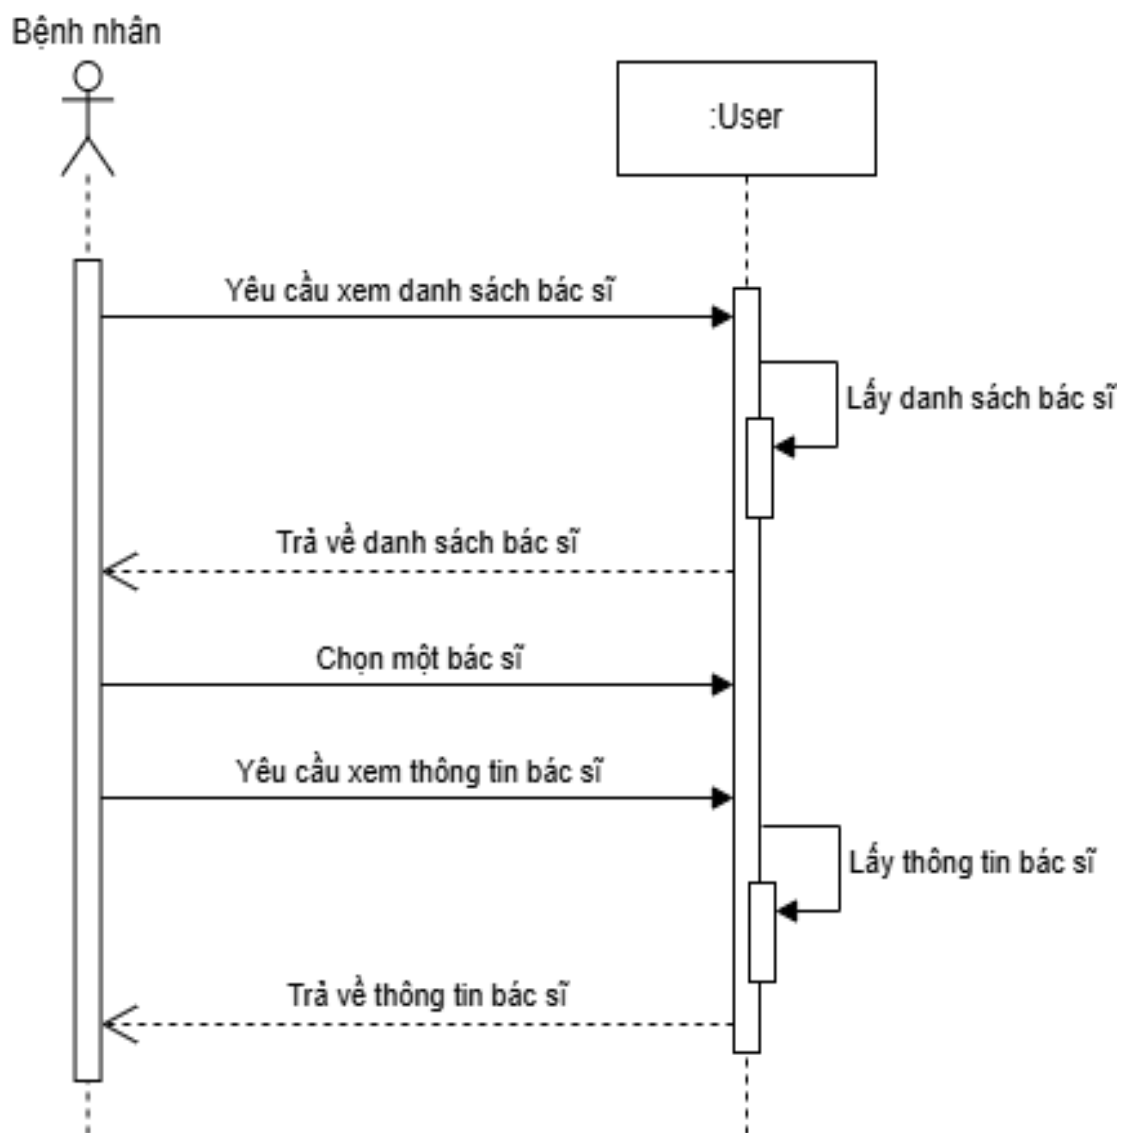 Bệnh nhân
:User
Yêu cầu xem danh sách bác sĩ
Lấy danh sách bác sĩ
Trả về danh sách bác sĩ
Chọn một bác sĩ
Yêu cầu xem thông tin bác sĩ
Lấy thông tin bác sĩ
Trả về thông tin bác sĩ